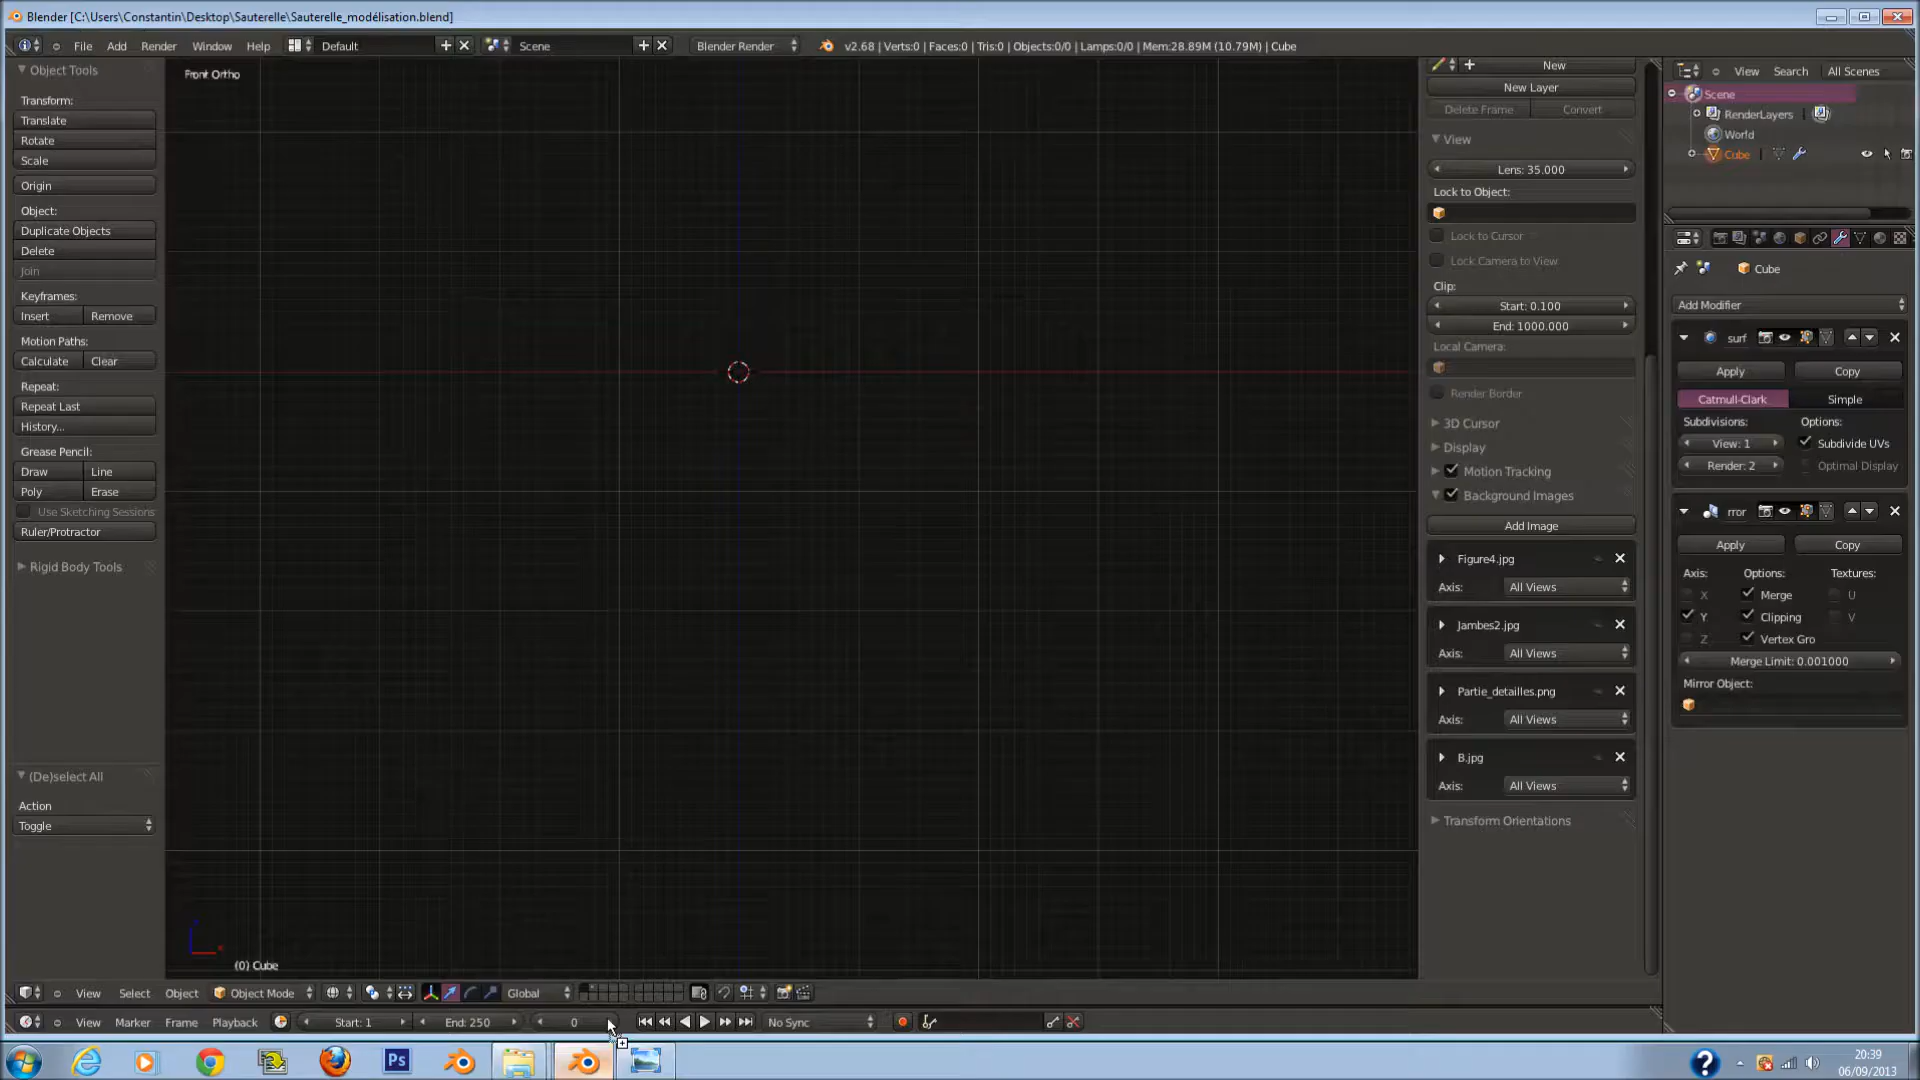 Blender [C:\Users\Constantin\Desktop\Sauterelle\Sauterelle_modélisation.blend]
File Add Render Window Help Default Scene Blender Render v2.68 | Verts:0 | Faces:0 | Tris:0 | Objects:0/0 | Lamps:0/0 | Mem:28.89M (10.79M) | Cube
Object Tools
Transform:
Translate
Rotate
Scale
Origin
Object:
Duplicate Objects
Delete
Join
Keyframes:
Insert Remove
Motion Paths:
Calculate Clear
Repeat:
Repeat Last
History...
Grease Pencil:
Draw Line
Poly Erase
Use Sketching Sessions
Ruler/Protractor
Rigid Body Tools
(De)select All
Action
Toggle
Front Ortho
(0) Cube
New
New Layer
Delete Frame Convert
View
Lens: 35.000
Lock to Object:
Lock to Cursor
Lock Camera to View
Clip:
Start: 0.100
End: 1000.000
Local Camera:
Render Border
3D Cursor
Display
Motion Tracking
Background Images
Add Image
Figure4.jpg
Axis: All Views
Jambes2.jpg
Axis: All Views
Partie_detailles.png
Axis: All Views
B.jpg
Axis: All Views
Transform Orientations
View Search All Scenes
Scene
RenderLayers
World
Cube
Cube
Add Modifier
surf
Apply Copy
Catmull-Clark Simple
Subdivisions: Options:
View: 1 Subdivide UVs
Render: 2 Optimal Display
rror
Apply Copy
Axis: Options: Textures:
X Merge U
Y Clipping V
Z Vertex Gro
Merge Limit: 0.001000
Mirror Object:
View Select Object Object Mode Global
View Marker Frame Playback Start: 1 End: 250 0 No Sync
Ps
20:39
06/09/2013